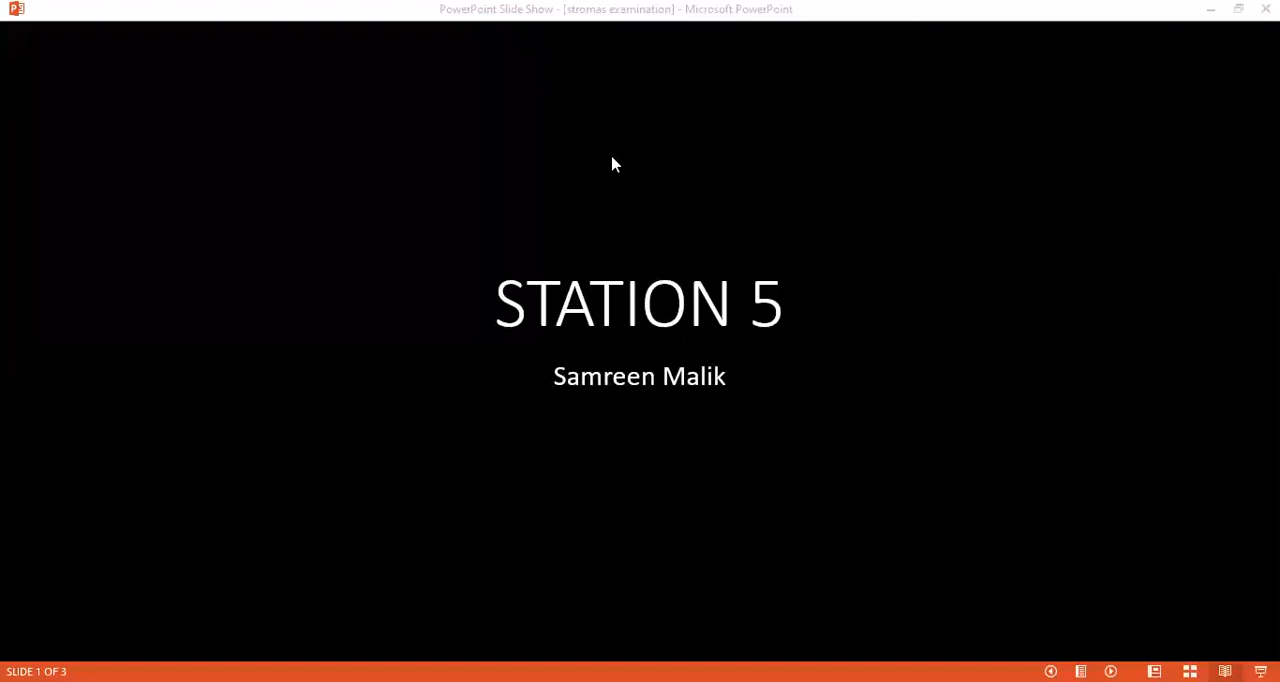 PowerPoint Slide Show - [stromas examination] - Microsoft PowerPoint
STATION 5
Samreen Malik
SLIDE 1 OF 3